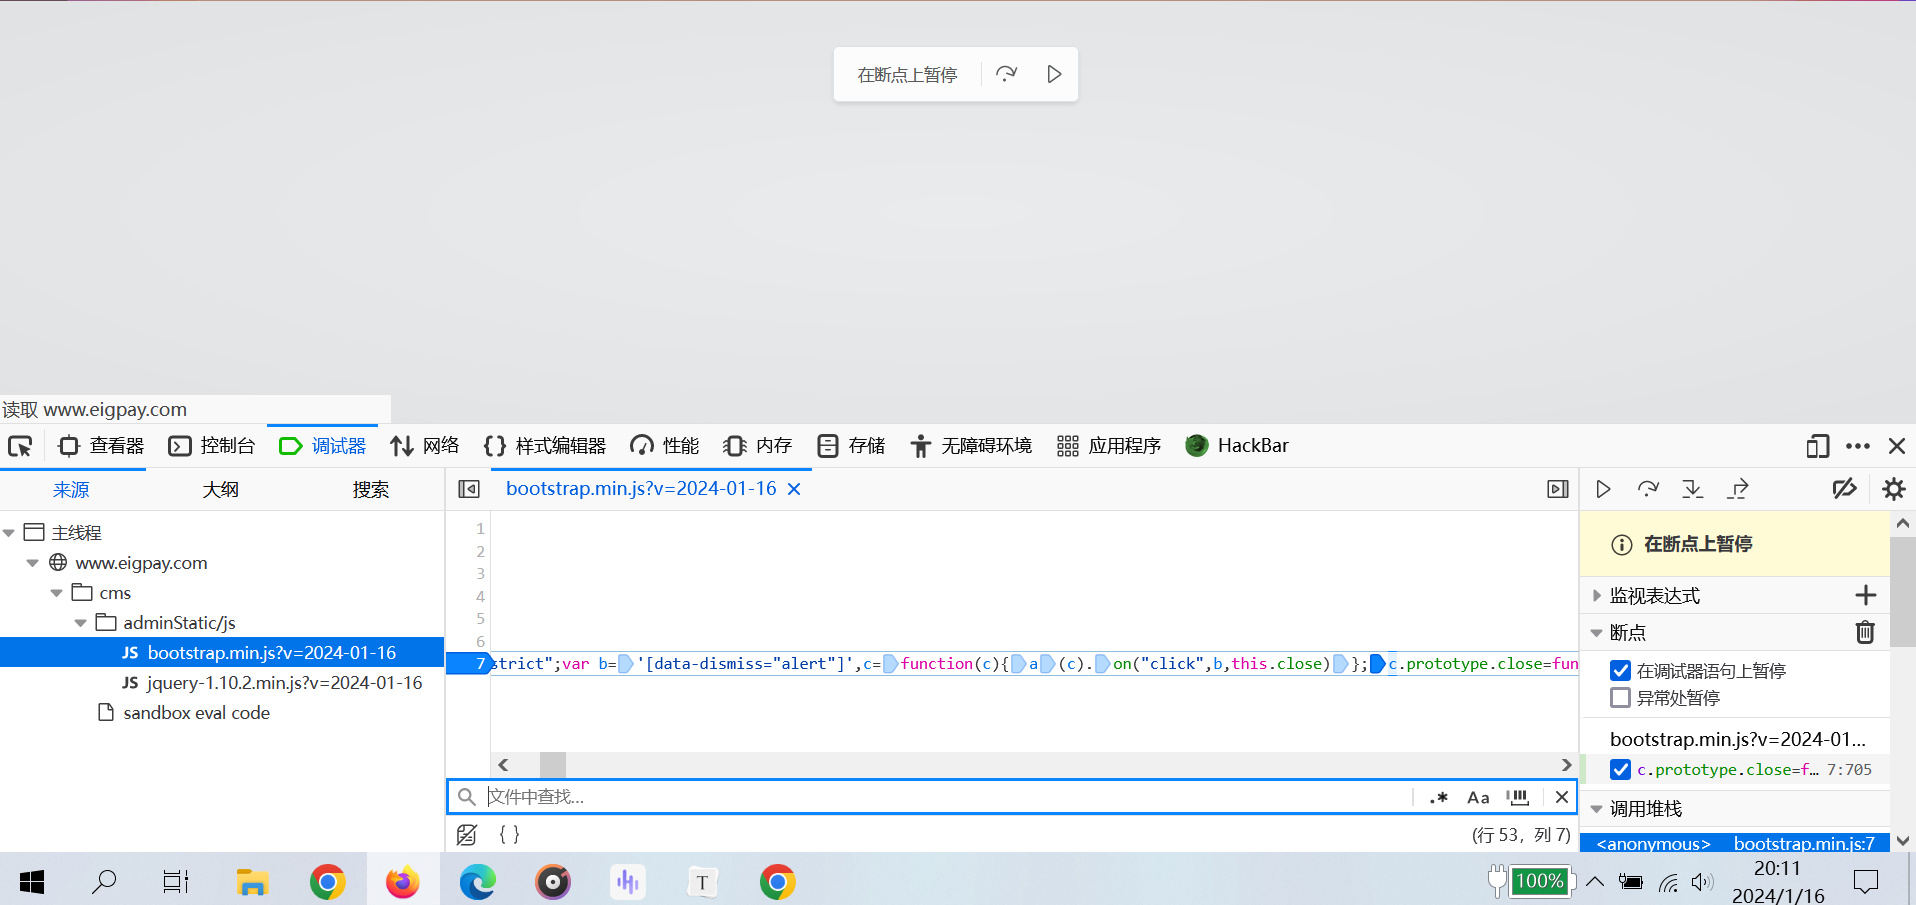 在断点上暂停
读取 www.eigpay.com
查看器 控制台 调试器 网络 样式编辑器 性能 内存 存储 无障碍环境 应用程序 HackBar
来源 大纲 搜索
主线程
www.eigpay.com
cms
adminStatic/js
JS bootstrap.min.js?v=2024-01-16
JS jquery-1.10.2.min.js?v=2024-01-16
sandbox eval code
bootstrap.min.js?v=2024-01-16
1
2
3
4
5
6
7 strict";var b='[data-dismiss="alert"]',c=function(c){a(c).on("click",b,this.close)};c.prototype.close=fun
文件中查找...
.* Aa
{ }
(行 53，列 7)
在断点上暂停
监视表达式
断点
在调试器语句上暂停
异常处暂停
bootstrap.min.js?v=2024-01...
c.prototype.close=f… 7:705
调用堆栈
<anonymous> bootstrap.min.js:7
T
100%
20:11
2024/1/16